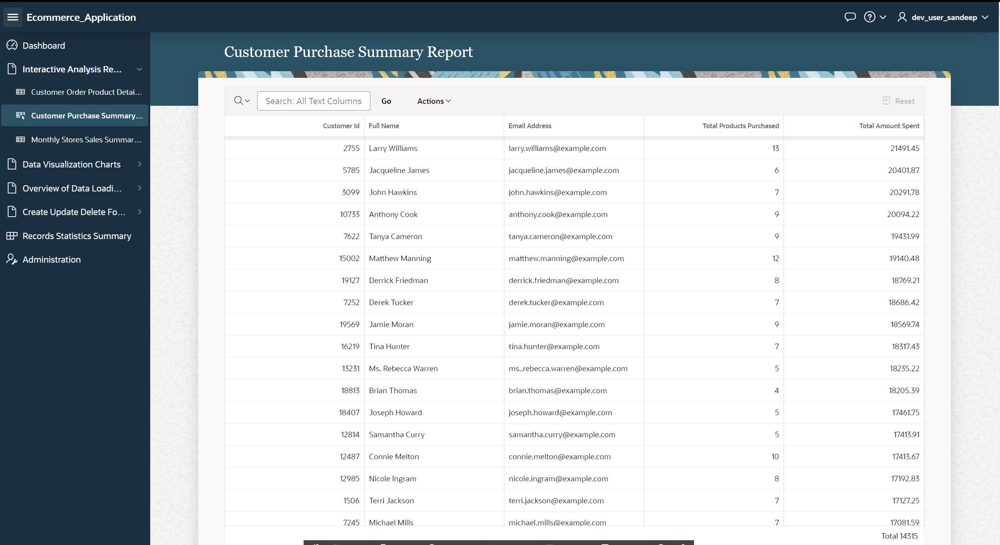 Ecommerce_Application
dev_user_sandeep
Dashboard
Interactive Analysis Re...
Customer Order Product Detai...
Customer Purchase Summary...
Monthly Stores Sales Summar...
Data Visualization Charts
Overview of Data Loadi...
Create Update Delete Fo...
Records Statistics Summary
Administration
Customer Purchase Summary Report
Search: All Text Columns Go Actions Reset
Customer Id Full Name Email Address Total Products Purchased Total Amount Spent
2755 Larry Williams larry.williams@example.com 13 21491.45
5785 Jacqueline James jacqueline.james@example.com 6 20401.87
3099 John Hawkins john.hawkins@example.com 7 20291.78
10733 Anthony Cook anthony.cook@example.com 9 20094.22
7622 Tanya Cameron tanya.cameron@example.com 9 19431.99
15002 Matthew Manning matthew.manning@example.com 12 19140.48
19127 Derrick Friedman derrick.friedman@example.com 8 18769.21
7252 Derek Tucker derek.tucker@example.com 7 18686.42
19569 Jamie Moran jamie.moran@example.com 9 18569.74
16219 Tina Hunter tina.hunter@example.com 7 18317.43
13231 Ms. Rebecca Warren ms..rebecca.warren@example.com 5 18235.22
18813 Brian Thomas brian.thomas@example.com 4 18205.39
18407 Joseph Howard joseph.howard@example.com 5 17461.75
12814 Samantha Curry samantha.curry@example.com 5 17413.91
12487 Connie Melton connie.melton@example.com 10 17413.67
12985 Nicole Ingram nicole.ingram@example.com 8 17192.83
1506 Terri Jackson terri.jackson@example.com 7 17127.25
7245 Michael Mills michael.mills@example.com 7 17081.59
Total 14315